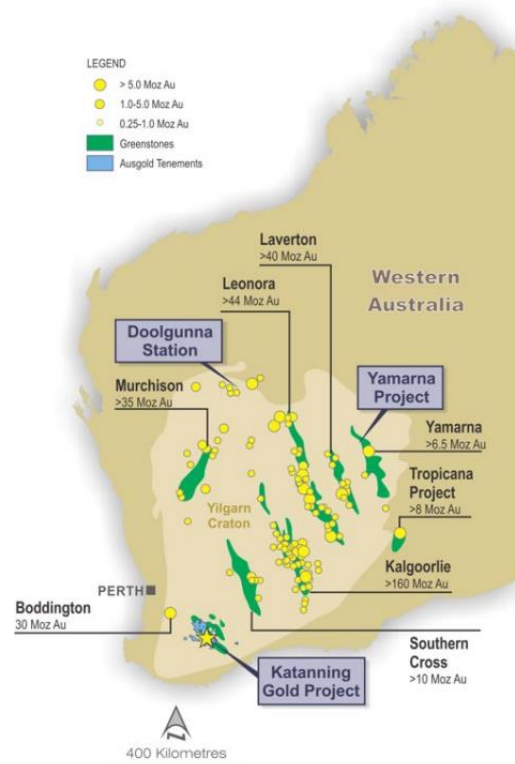 LEGEND
> 5.0 Moz Au
1.0-5.0 Moz Au
0.25-1.0 Moz Au
Greenstones
Ausgold Tenements
Laverton
>40 Moz Au
Leonora
>44 Moz Au
Western
Australia
Doolgunna
Station
Murchison
>35 Moz Au
Yamarna
Project
Yamarna
>6.5 Moz Au
Tropicana
Project
>8 Moz Au
Yilgarn
Craton
Kalgoorlie
>160 Moz Au
PERTH
Boddington
30 Moz Au
Southern
Cross
>10 Moz Au
Katanning
Gold Project
N
400 Kilometres